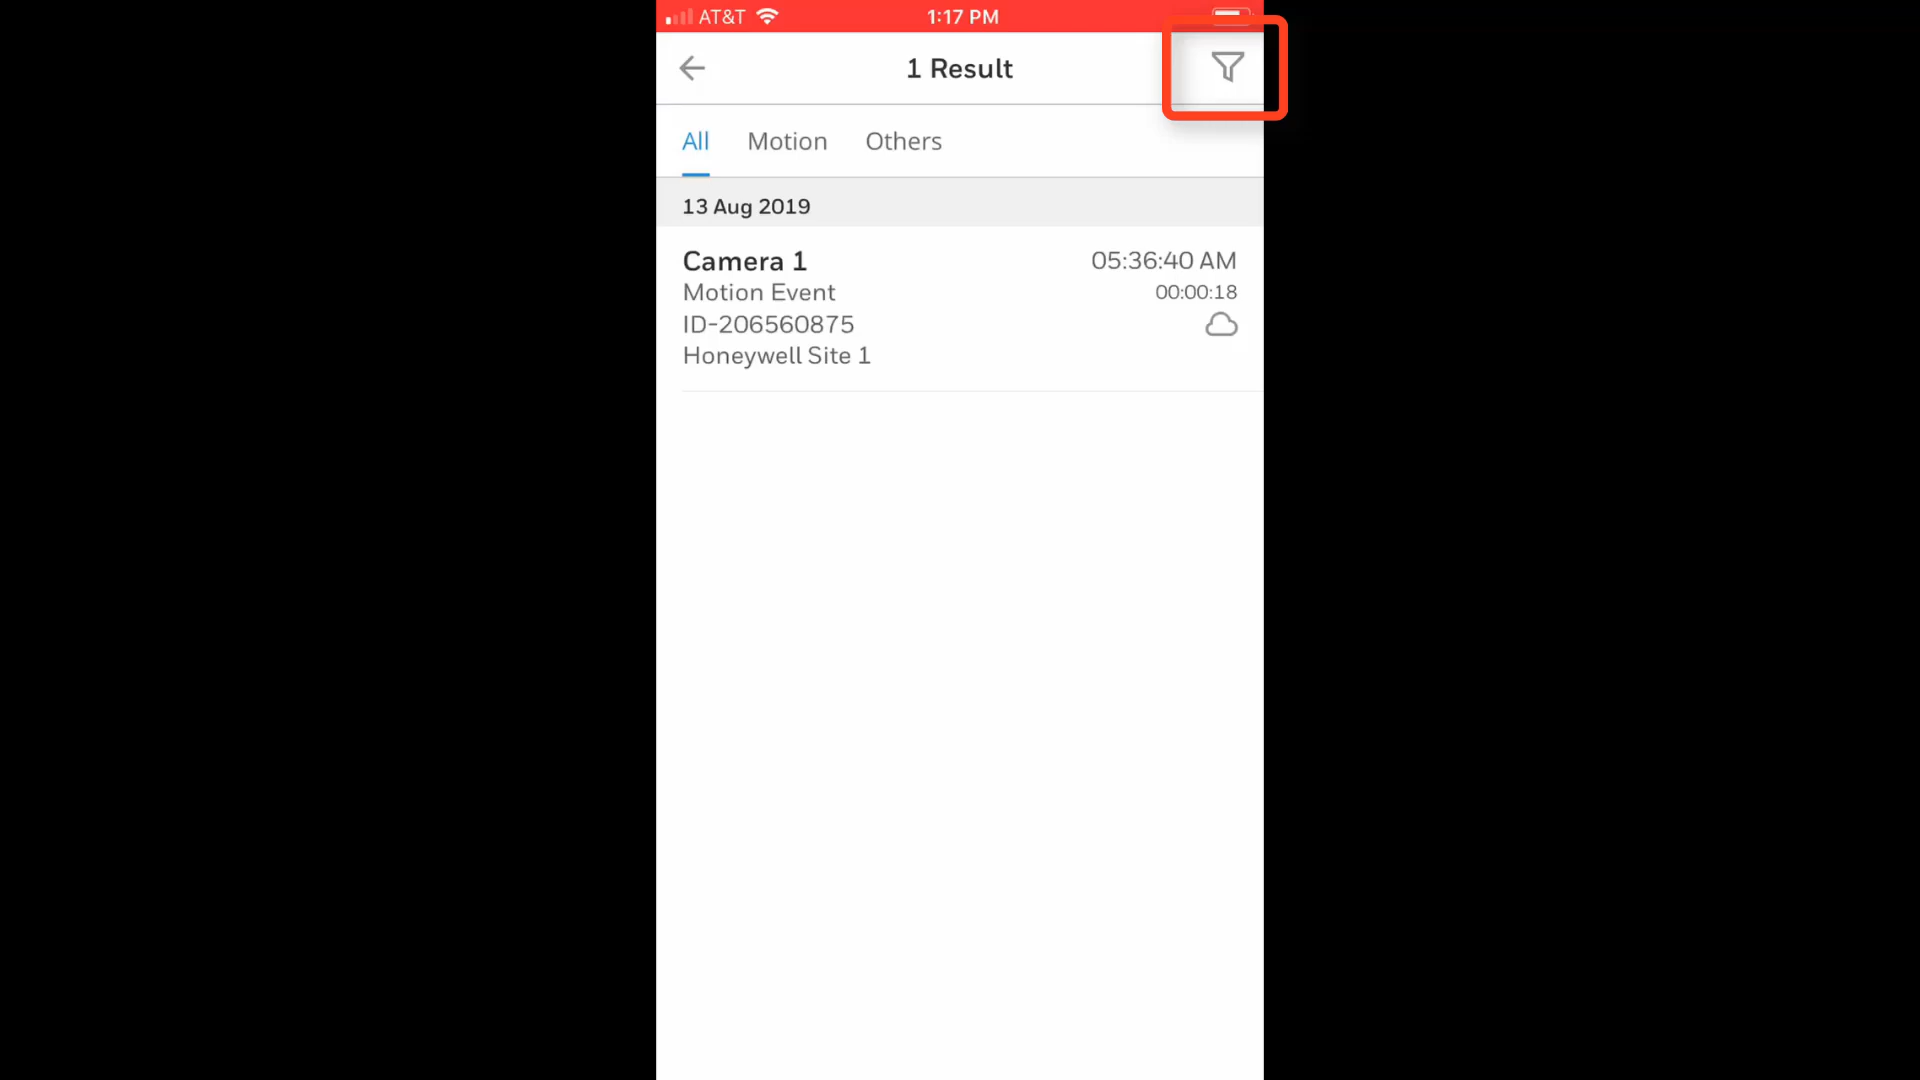 AT&T
1:17 PM
1 Result
All Motion Others
13 Aug 2019
Camera 1 05:36:40 AM
Motion Event 00:00:18
ID-206560875
Honeywell Site 1